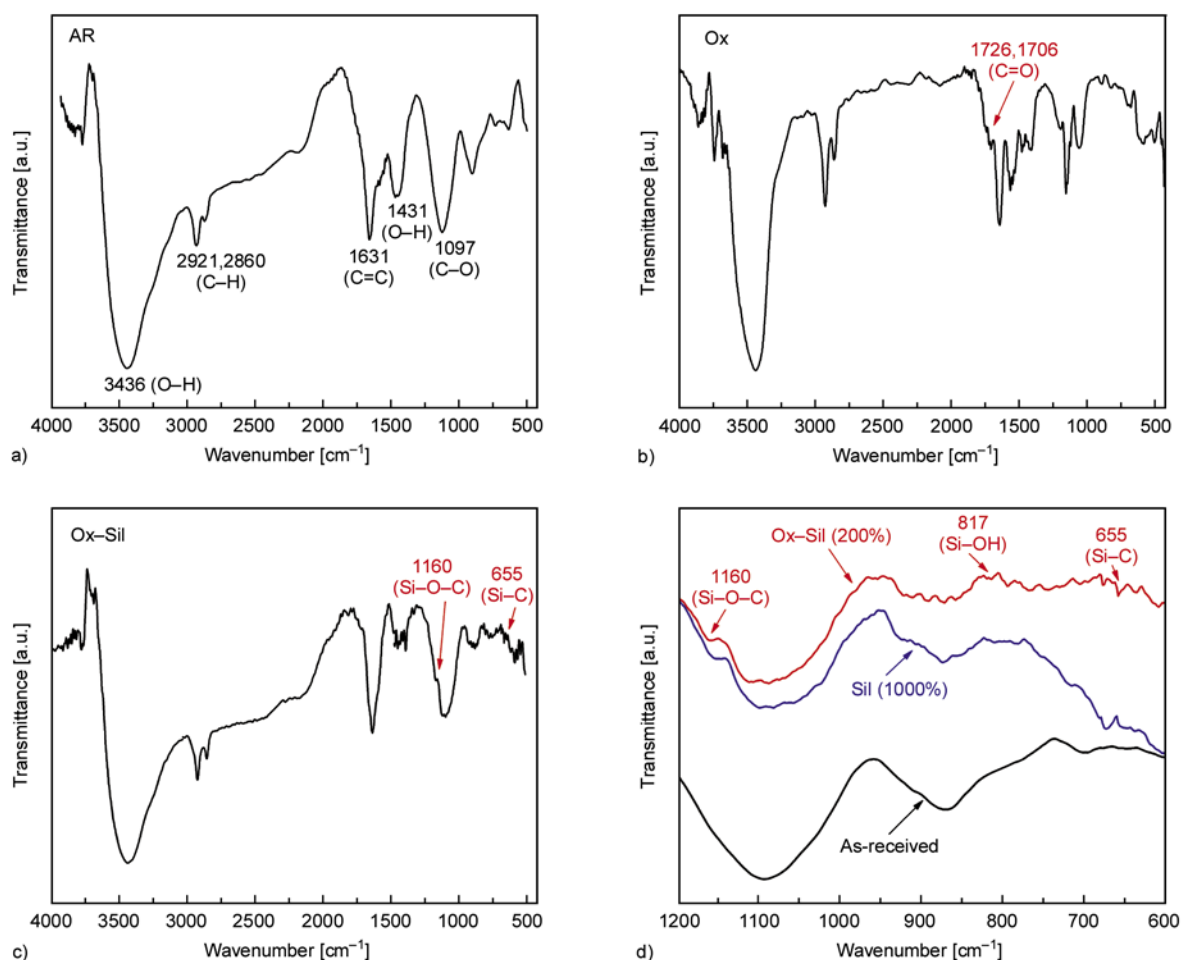 AR
Transmittance [a.u.]
2921,2860
(C–H)
3436 (O–H)
1631
(C=C)
1431
(O–H)
1097
(C–O)
4000 3500 3000 2500 2000 1500 1000 500
Wavenumber [cm⁻¹]
a)
Ox
Transmittance [a.u.]
1726,1706
(C=O)
4000 3500 3000 2500 2000 1500 1000 500
Wavenumber [cm⁻¹]
b)
Ox–Sil
Transmittance [a.u.]
1160
(Si–O–C)
655
(Si–C)
4000 3500 3000 2500 2000 1500 1000 500
Wavenumber [cm⁻¹]
c)
Transmittance [a.u.]
Ox–Sil (200%)
817
(Si–OH)
655
(Si–C)
1160
(Si–O–C)
Sil (1000%)
As-received
1200 1100 1000 900 800 700 600
Wavenumber [cm⁻¹]
d)